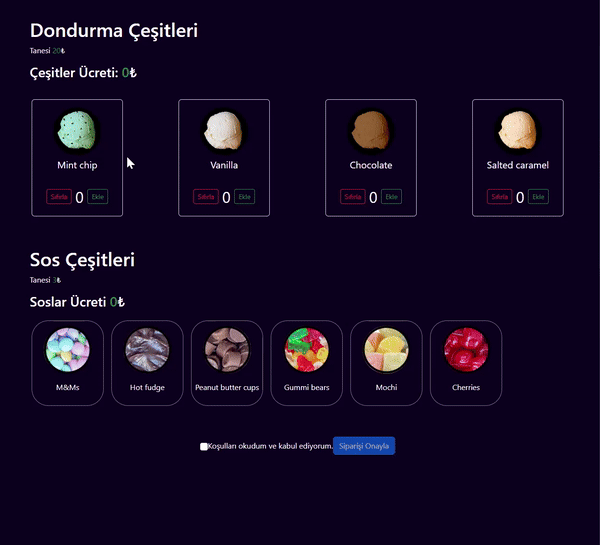 Dondurma Çeşitleri
Tanesi 20₺
Çeşitler Ücreti: 0₺
Mint chip Vanilla Chocolate Salted caramel
Sıfırla 0 Ekle Sıfırla 0 Ekle Sıfırla 0 Ekle Sıfırla 0 Ekle
Sos Çeşitleri
Tanesi 3₺
Soslar Ücreti 0₺
M&Ms Hot fudge Peanut butter cups Gummi bears Mochi Cherries
Koşulları okudum ve kabul ediyorum. Siparişi Onayla